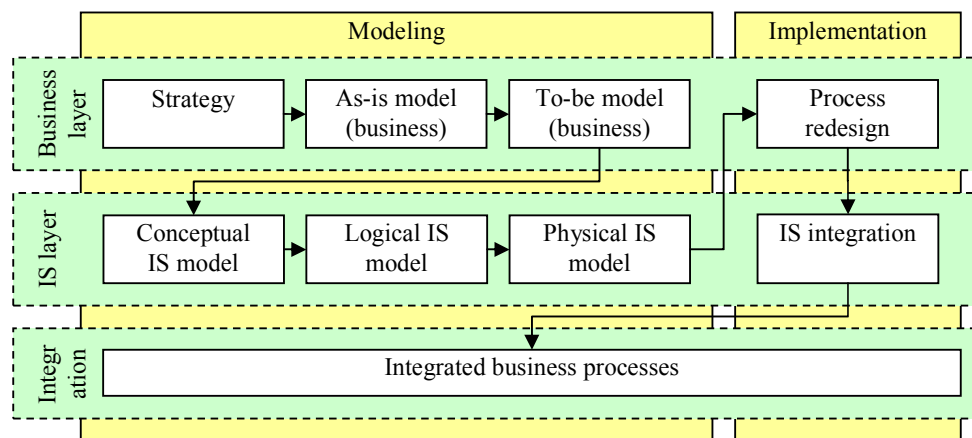 Modeling
Implementation
Business
layer
Strategy
As-is model
(business)
To-be model
(business)
Process
redesign
IS layer
Conceptual
IS model
Logical IS
model
Physical IS
model
IS integration
Integr
ation
Integrated business processes